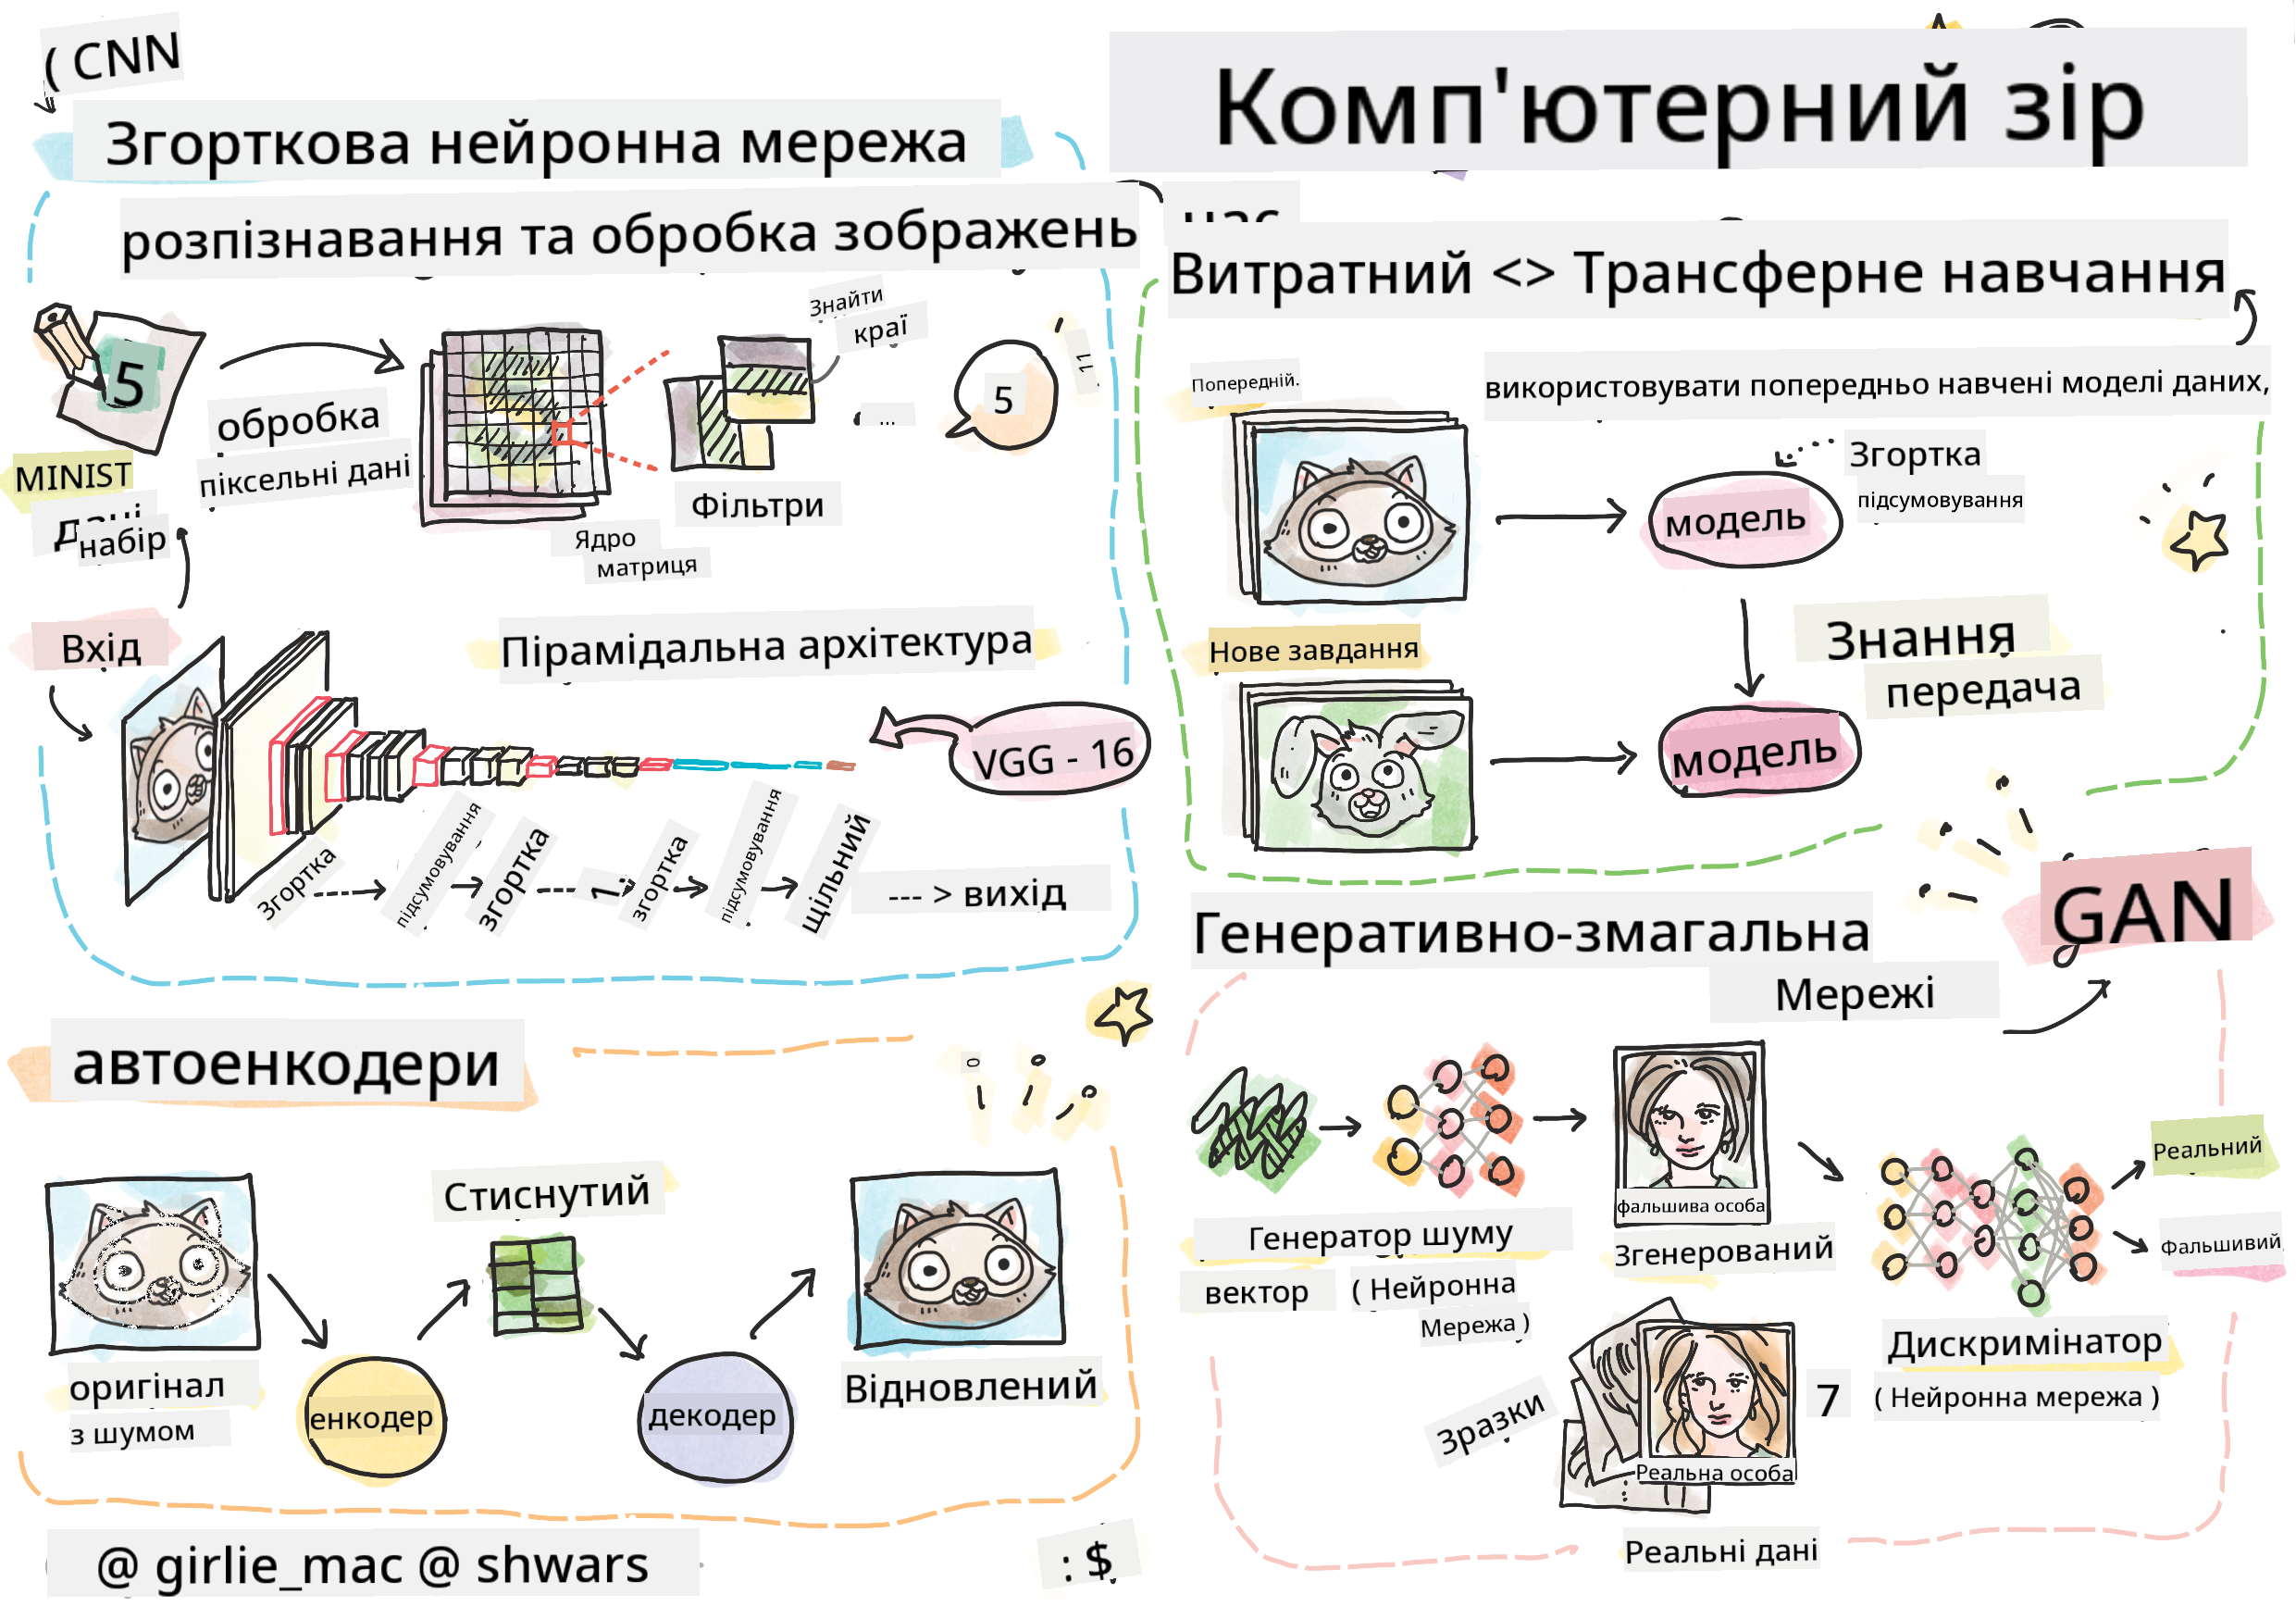 ( CNN
Згорткова нейронна мережа
розпізнавання та обробка зображень
5
обробка
піксельні дані
MINIST
дані
набір
Знайти
краї
...
5
Фільтри
Ядро
матриця
Вхід
Пірамідальна архітектура
VGG - 16
Згортка
підсумовування
згортка
1;
згортка
підсумовування
щільний
--- > вихід
автоенкодери
Стиснутий
оригінал
з шумом
енкодер
декодер
Відновлений
@ girlie_mac @ shwars
: $
Комп'ютерний зір
час
Витратний <> Трансферне навчання
Попередній.
використовувати попередньо навчені моделі даних,
Згортка
підсумовування
модель
Знання
передача
Нове завдання
модель
Генеративно-змагальна
Мережі
GAN
фальшива особа
Генератор шуму
вектор
( Нейронна
Мережа )
Згенерований
Реальний
Фальшивий
Дискримінатор
( Нейронна мережа )
Зразки
7
Реальна особа
Реальні дані